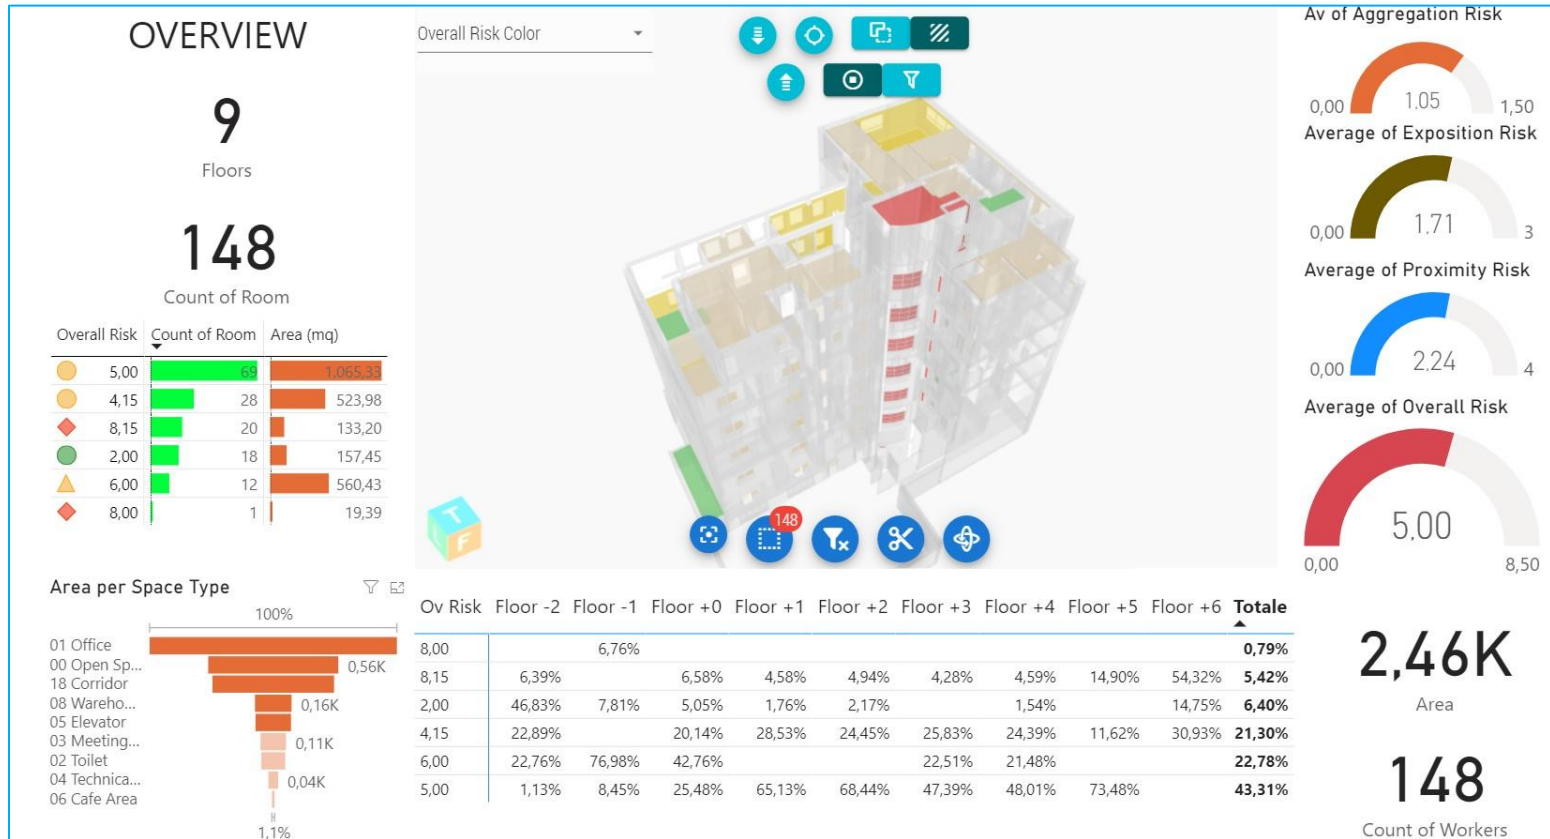 OVERVIEW
9
Floors
148
Count of Room
Overall Risk Count of Room Area (mq)
5,00 69 1.065,33
4,15 28 523,98
8,15 20 133,20
2,00 18 157,45
6,00 12 560,43
8,00 1 19,39
Area per Space Type
100%
01 Office
00 Open Sp... 0,56K
18 Corridor
08 Wareho... 0,16K
05 Elevator
03 Meeting... 0,11K
02 Toilet
04 Technica... 0,04K
06 Cafe Area
1,1%
Overall Risk Color
T
F
148
Ov Risk Floor -2 Floor -1 Floor +0 Floor +1 Floor +2 Floor +3 Floor +4 Floor +5 Floor +6 Totale
8,00 6,76% 0,79%
8,15 6,39% 6,58% 4,58% 4,94% 4,28% 4,59% 14,90% 54,32% 5,42%
2,00 46,83% 7,81% 5,05% 1,76% 2,17% 1,54% 14,75% 6,40%
4,15 22,89% 20,14% 28,53% 24,45% 25,83% 24,39% 11,62% 30,93% 21,30%
6,00 22,76% 76,98% 42,76% 22,51% 21,48% 22,78%
5,00 1,13% 8,45% 25,48% 65,13% 68,44% 47,39% 48,01% 73,48% 43,31%
Av of Aggregation Risk
0,00 1,05 1,50
Average of Exposition Risk
0,00 1,71 3
Average of Proximity Risk
0,00 2,24 4
Average of Overall Risk
5,00
0,00 8,50
2,46K
Area
148
Count of Workers